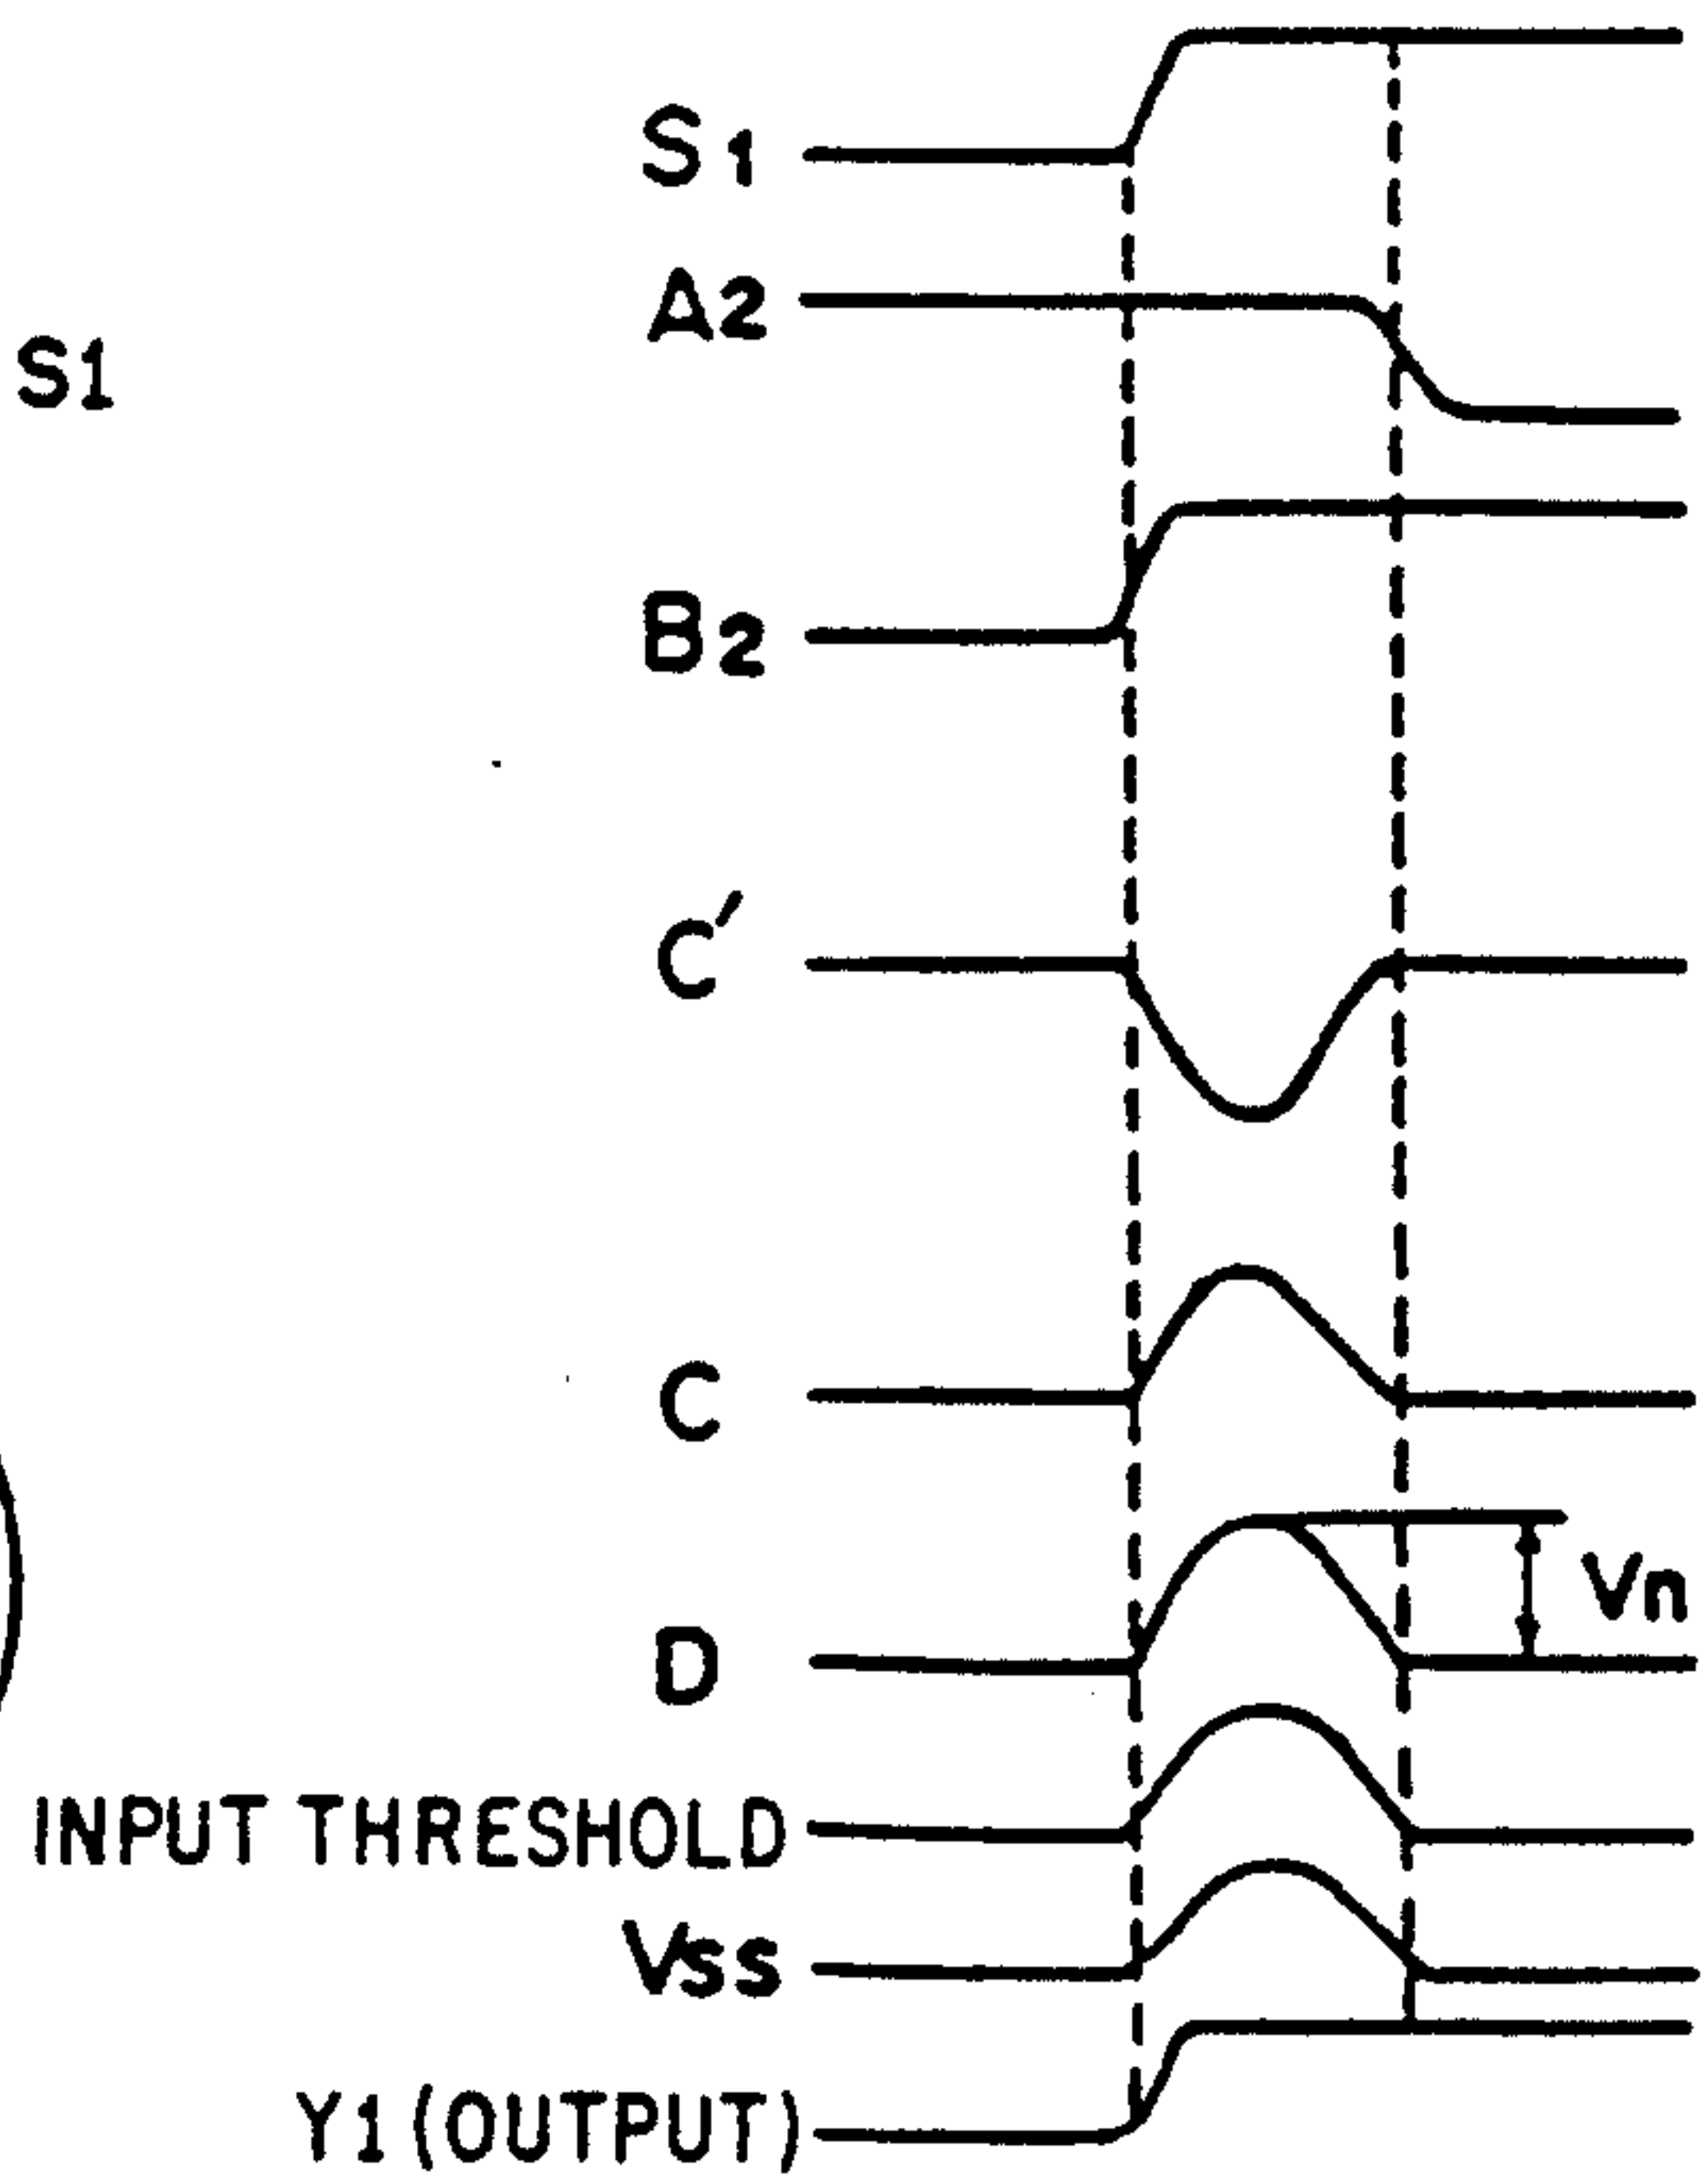 S1
A2
S1
B2
C′
C
D
Vn
INPUT THRESHOLD
Vss
Y1(OUTPUT)